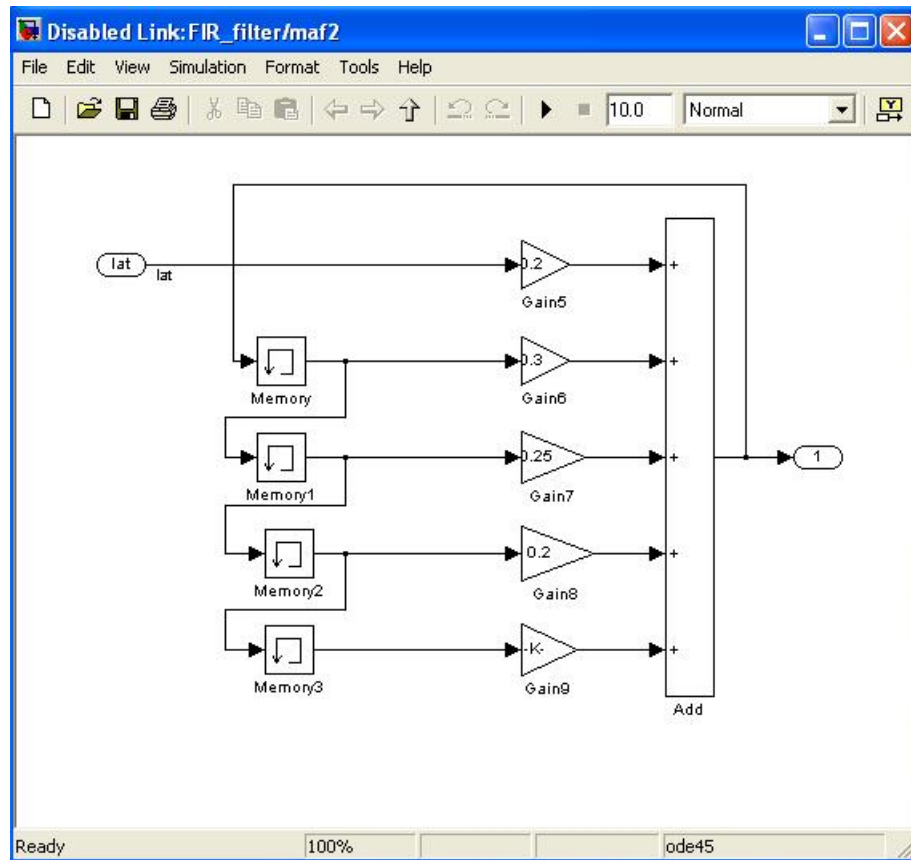 Disabled Link:FIR_filter/maf2
File Edit View Simulation Format Tools Help
10.0 Normal
lat
lat
0.2
+
Gain5
0.3
+
Memory
Gain6
0.25
+
1
Memory1
Gain7
0.2
+
Memory2
Gain8
-K-
+
Memory3
Gain9
Add
Ready 100% ode45